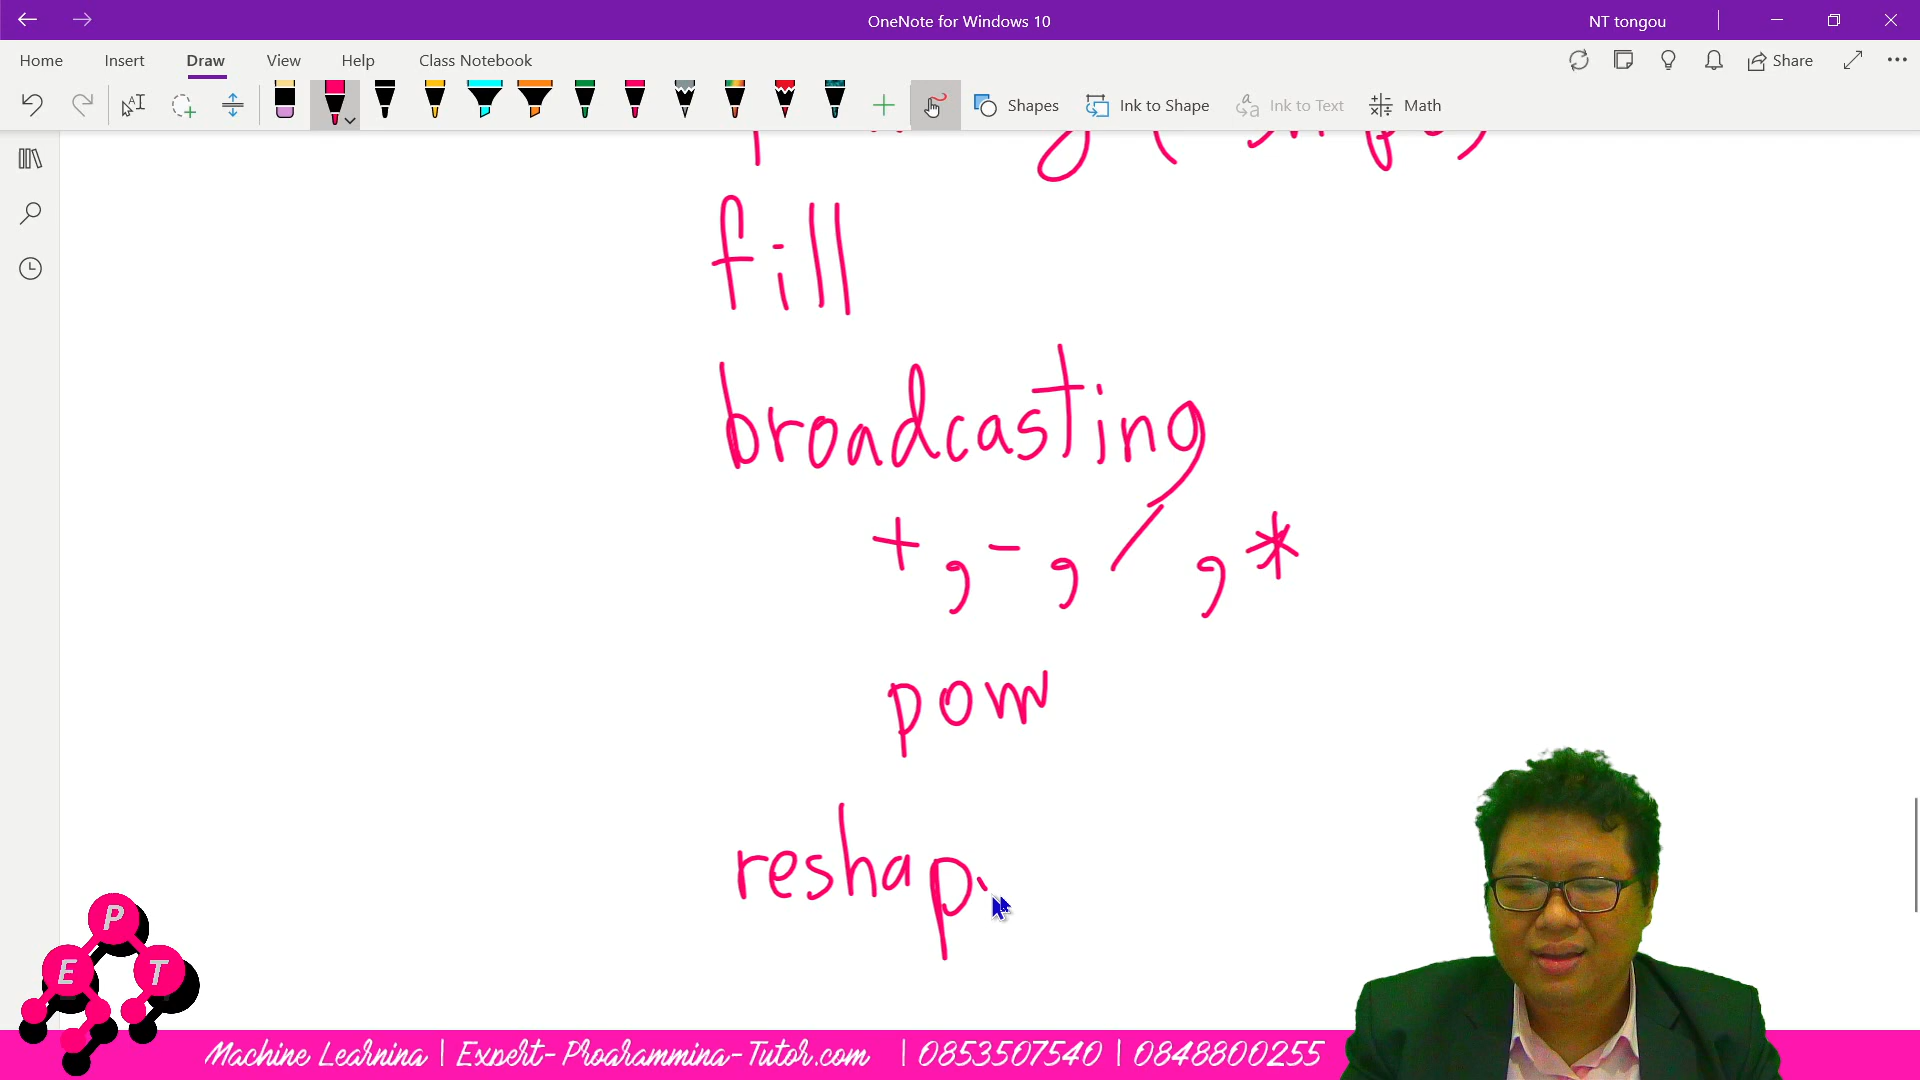 OneNote for Windows 10
NT tongou
Home Insert Draw View Help Class Notebook
Share
Shapes Ink to Shape Ink to Text Math
fill
broadcasting
+, -, /, *
pow
reshap
P
E T
Machine Learning | Expert-Programming-Tutor.com | 0853507540 | 0848800255